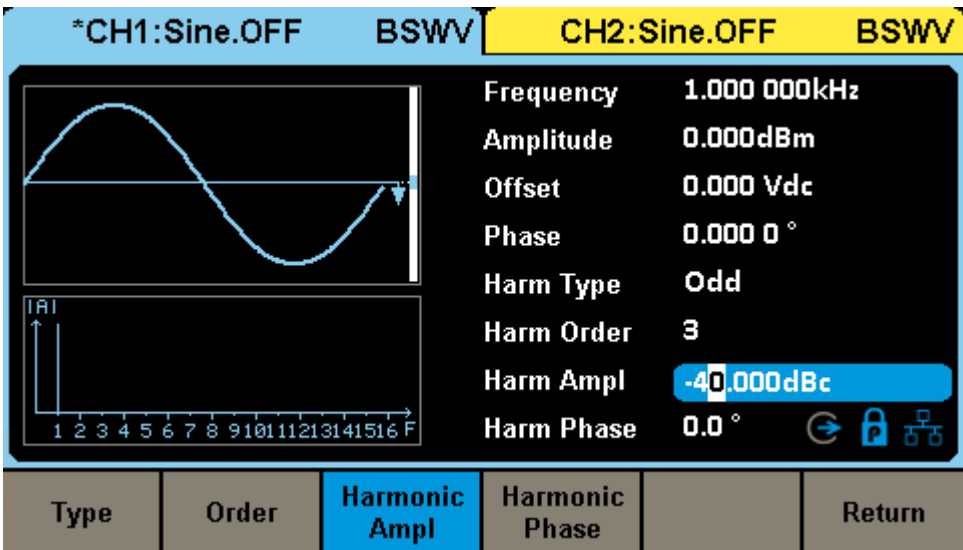 *CH1:Sine.OFF BSWV CH2:Sine.OFF BSWV
Frequency 1.000 000kHz
Amplitude 0.000dBm
Offset 0.000 Vdc
Phase 0.000 0 °
Harm Type Odd
|A|
Harm Order 3
Harm Ampl -40.000dBc
1 2 3 4 5 6 7 8 9 10 11 12 13 14 15 16 F
Harm Phase 0.0 °
Type Order Harmonic Ampl Harmonic Phase Return